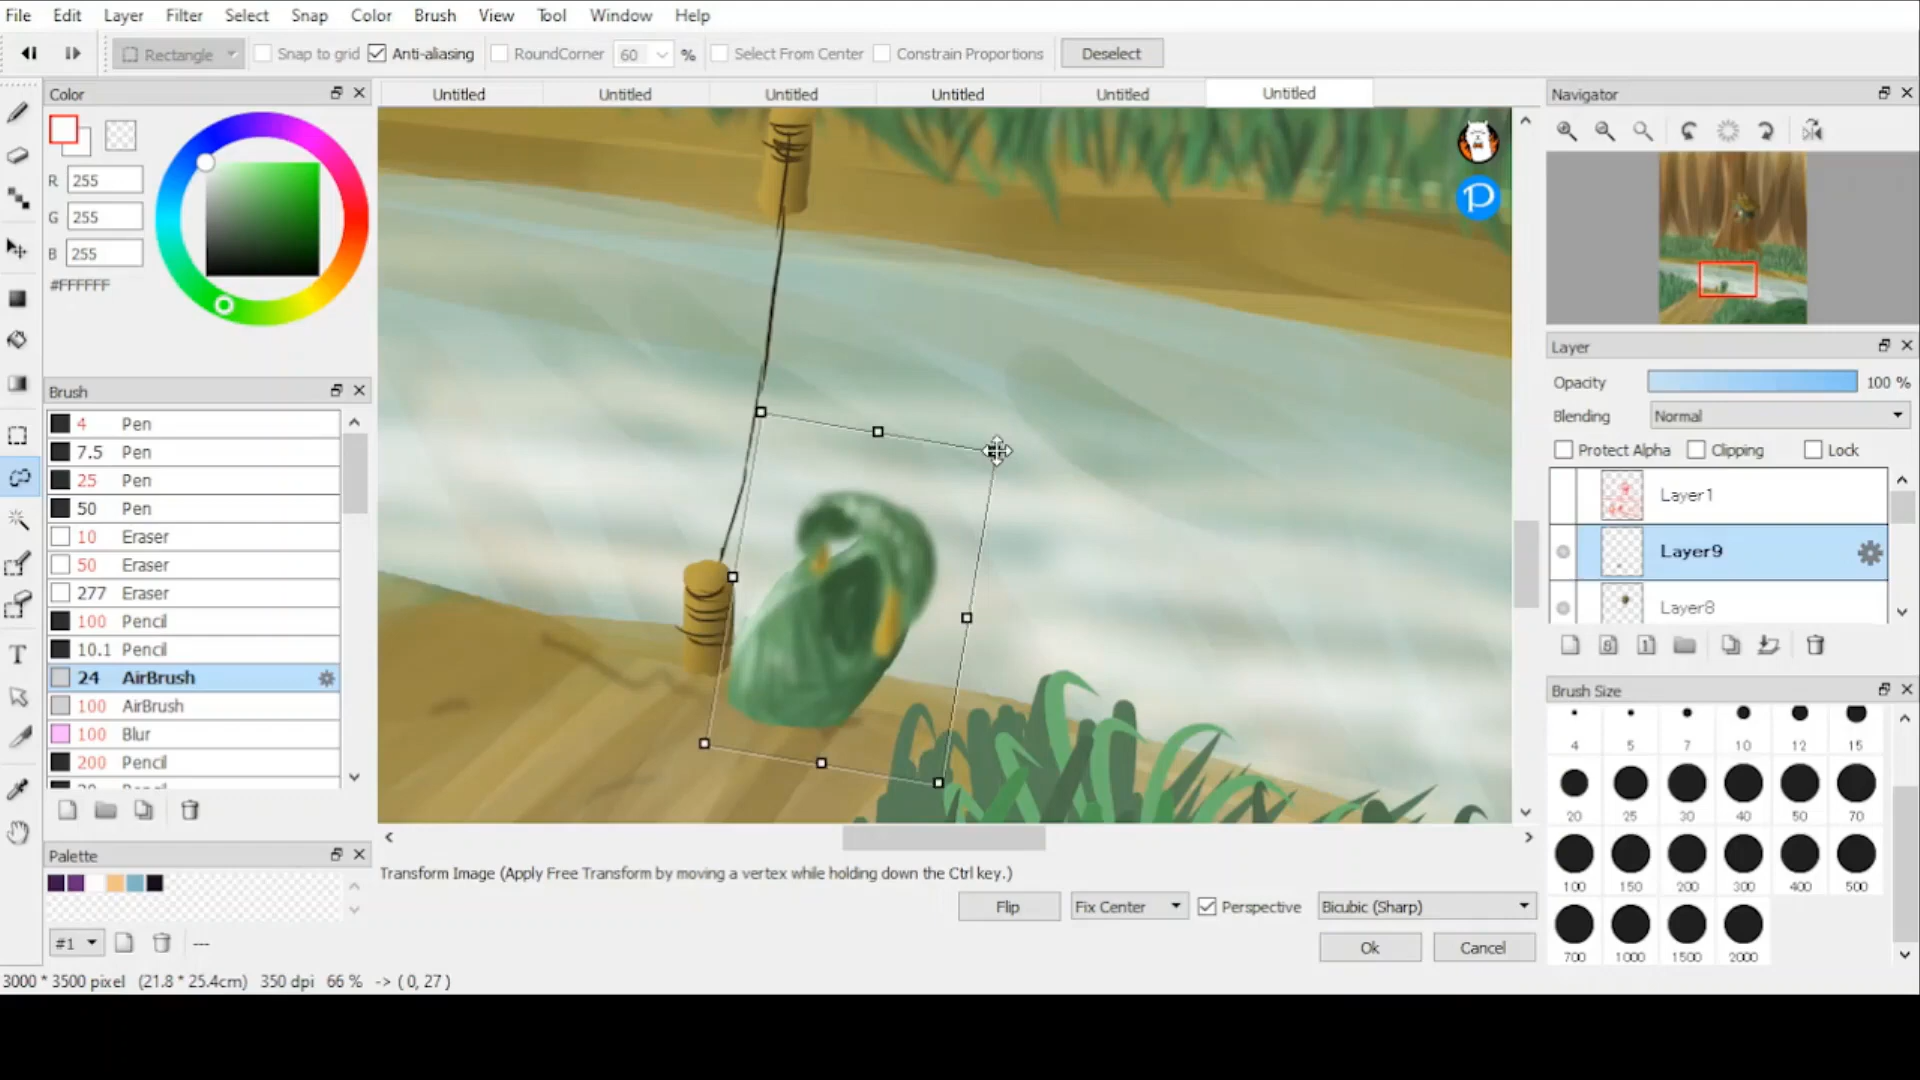 File Edit Layer Filter Select Snap Color Brush View Tool Window Help
Rectangle Snap to grid Anti-aliasing RoundCorner 60 % Select From Center Constrain Proportions Deselect
Color
R 255
G 255
B 255
#FFFFFF
Brush
4 Pen
7.5 Pen
25 Pen
50 Pen
10 Eraser
50 Eraser
277 Eraser
100 Pencil
10.1 Pencil
24 AirBrush
100 AirBrush
100 Blur
200 Pencil
Palette
#1 ---
Untitled Untitled Untitled Untitled Untitled Untitled
P
Transform Image (Apply Free Transform by moving a vertex while holding down the Ctrl key.)
Flip Fix Center Perspective Bicubic (Sharp)
Ok Cancel
Navigator
Layer
Opacity 100 %
Blending Normal
Protect Alpha Clipping Lock
Layer1
Layer9
Layer8
8 1
Brush Size
4 5 7 10 12 15
20 25 30 40 50 70
100 150 200 300 400 500
700 1000 1500 2000
T
3000 * 3500 pixel (21.8 * 25.4cm) 350 dpi 66 % -> ( 0, 27 )